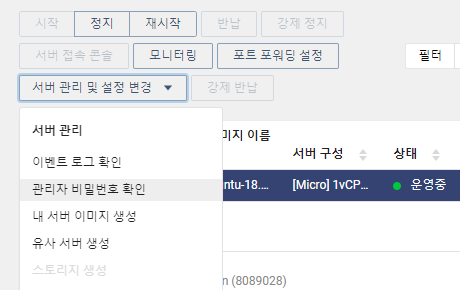 시작 정지 재시작 반납 강제 정지
서버 접속 콘솔 모니터링 포트 포워딩 설정 필터
서버 관리 및 설정 변경 강제 반납
서버 관리
이벤트 로그 확인
관리자 비밀번호 확인
내 서버 이미지 생성
유사 서버 생성
스토리지 생성
미지 이름
서버 구성 상태
ntu-18.... [Micro] 1vCP... 운영중
(8089028)